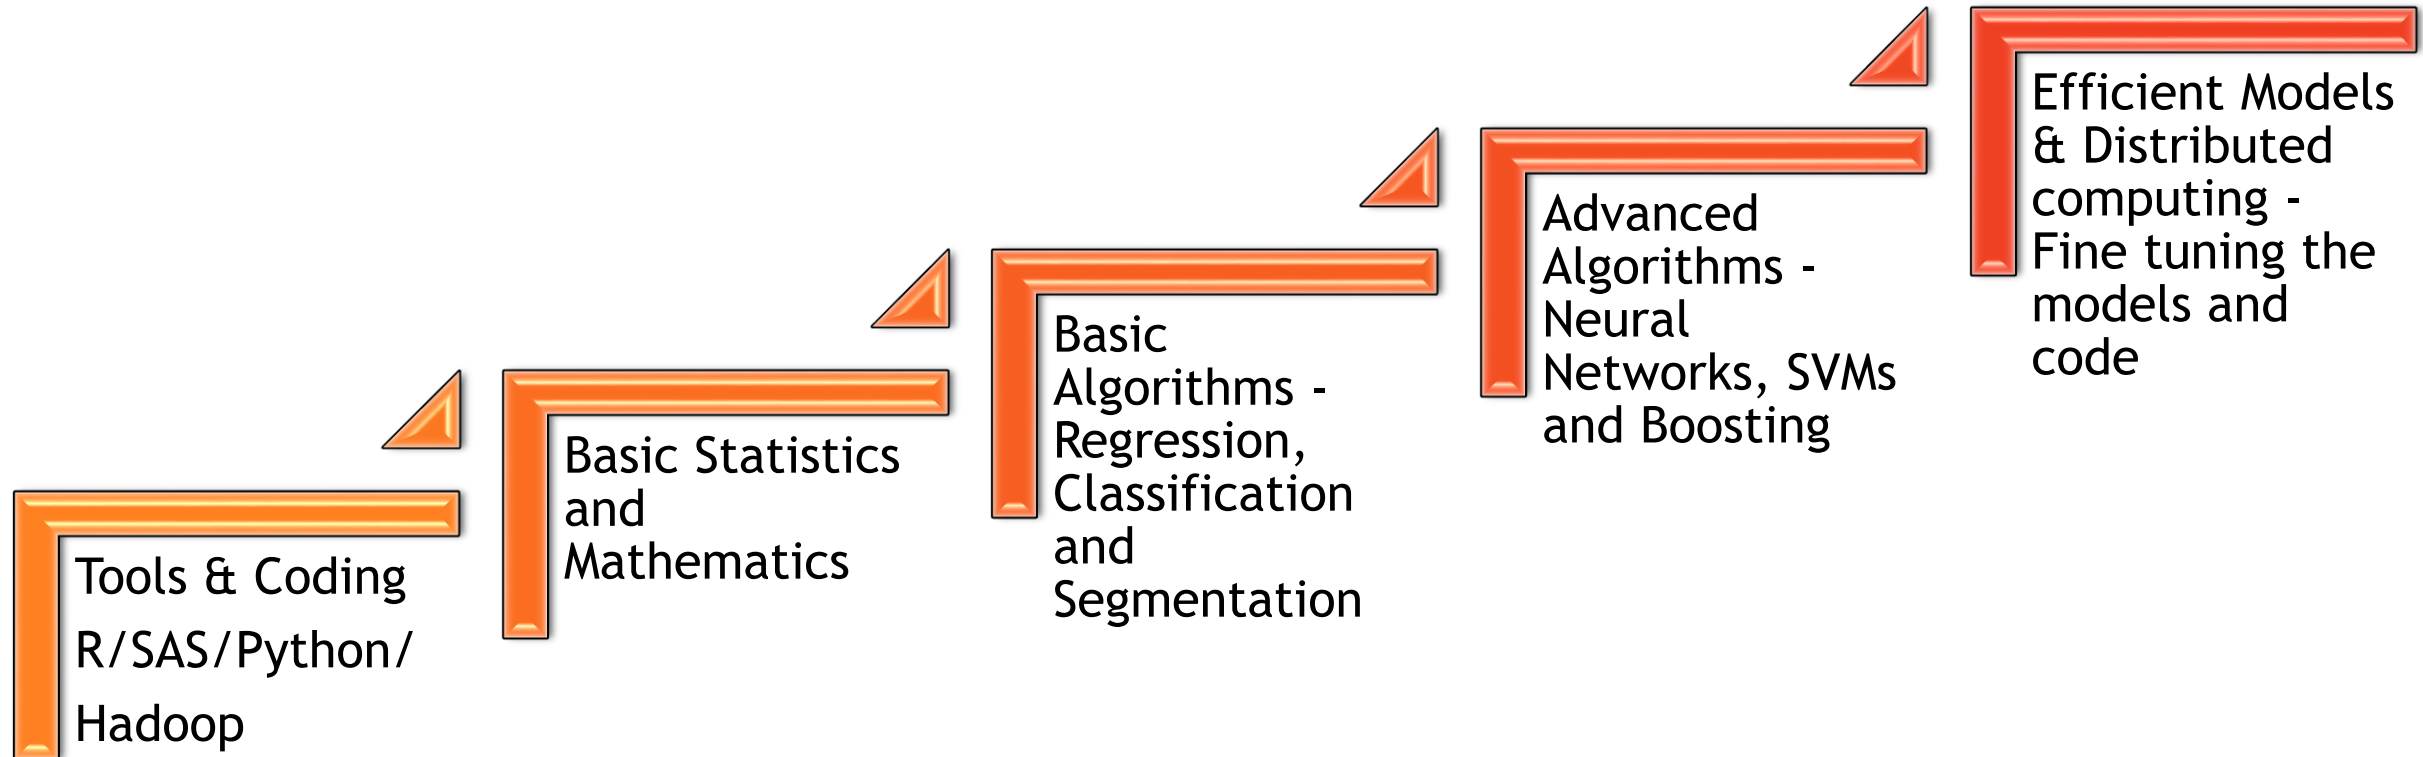 Tools & Coding
R/SAS/Python/
Hadoop
Basic Statistics
and
Mathematics
Basic
Algorithms -
Regression,
Classification
and
Segmentation
Advanced
Algorithms -
Neural
Networks, SVMs
and Boosting
Efficient Models
& Distributed
computing -
Fine tuning the
models and
code